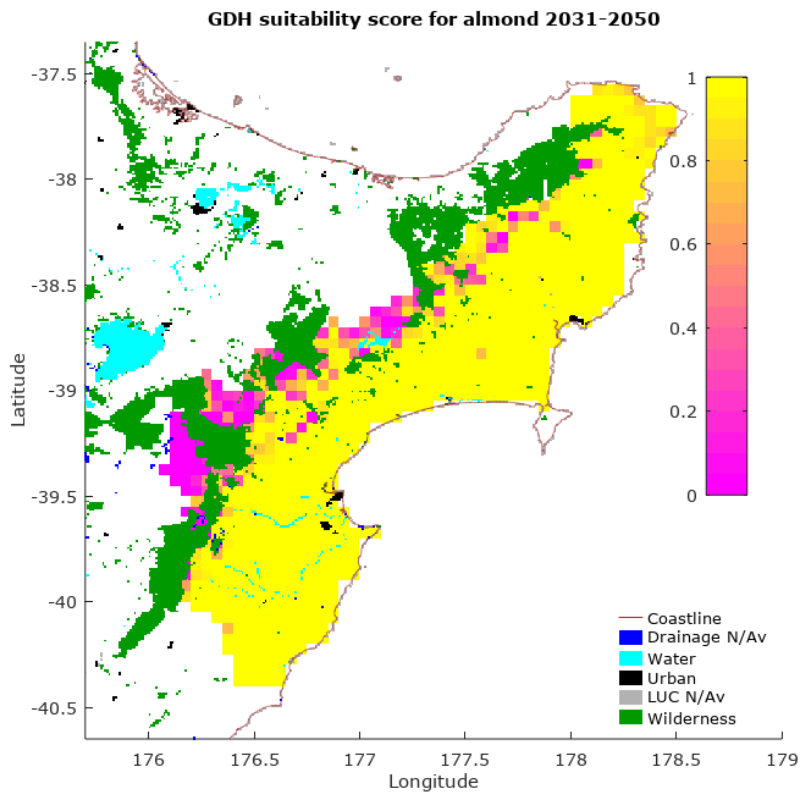 GDH suitability score for almond 2031-2050
-37.5
-38
-38.5
-39
-39.5
-40
-40.5
Latitude
176
176.5
177
177.5
178
178.5
179
Longitude
1
0.8
0.6
0.4
0.2
0
Coastline
Drainage N/Av
Water
Urban
LUC N/Av
Wilderness